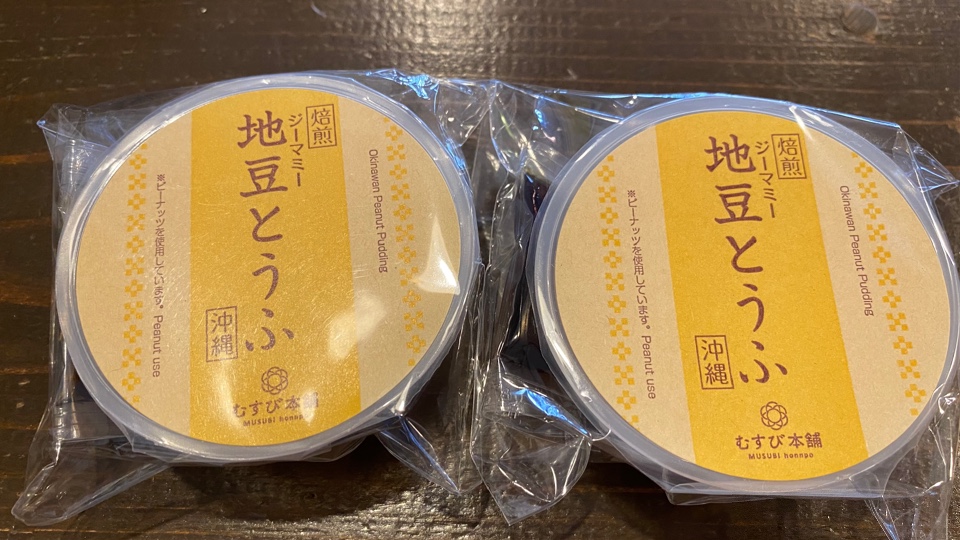 焙煎
ジーマミー
地豆とうふ
沖縄
Okinawan Peanut Pudding
※ピーナッツを使用しています。Peanut use
むすび本舗
MUSUBI honnpo
焙煎
ジーマミー
地豆とうふ
沖縄
Okinawan Peanut Pudding
※ピーナッツを使用しています。Peanut use
むすび本舗
MUSUBI honnpo